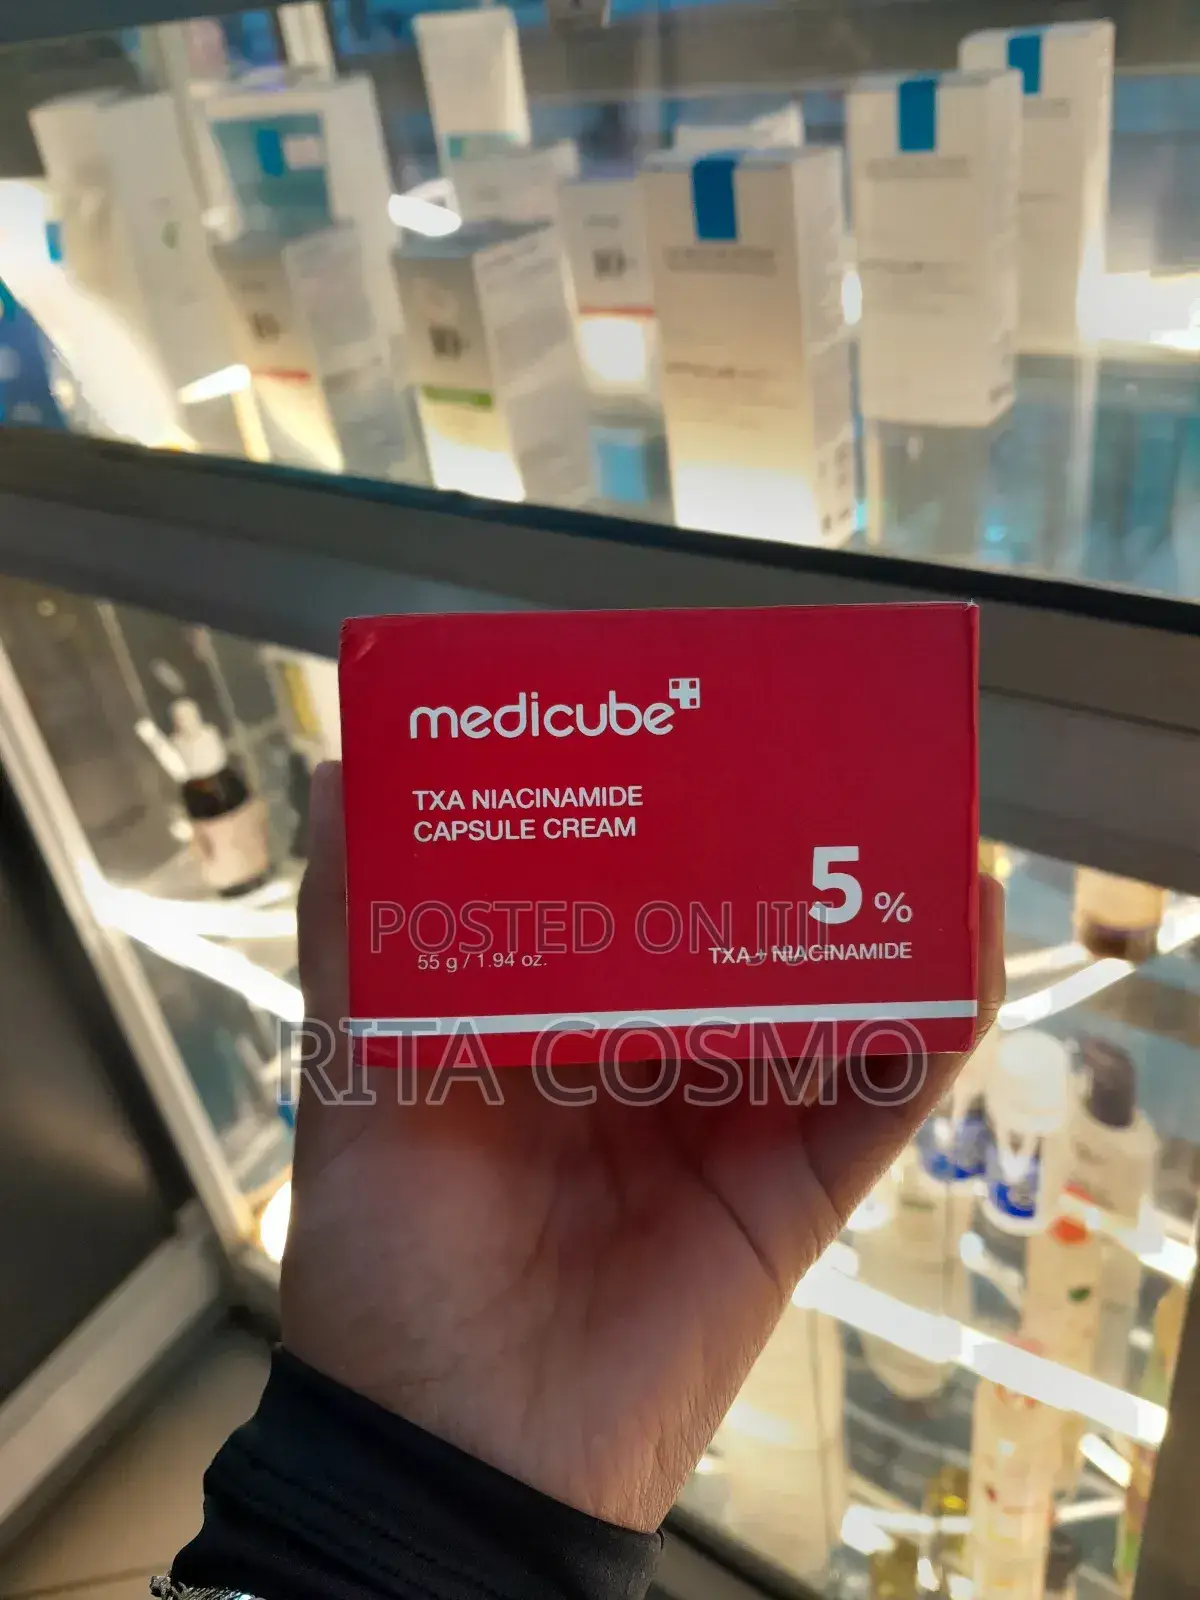 medicube
TXA NIACINAMIDE
CAPSULE CREAM
5 %
TXA + NIACINAMIDE
55 g / 1.94 oz.
POSTED ON JIJI
RITA COSMO